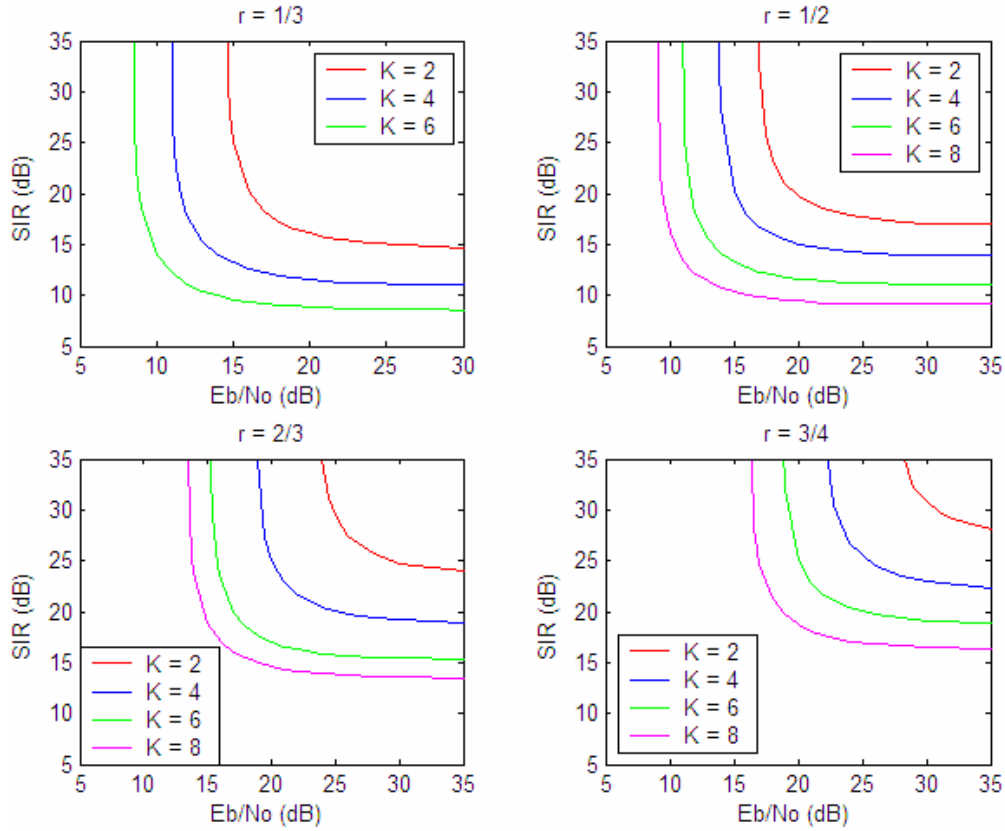 r = 1/3
35
30
25
20
15
10
5
SIR (dB)
K = 2
K = 4
K = 6
5 10 15 20 25 30
Eb/No (dB)
r = 1/2
35
30
25
20
15
10
5
SIR (dB)
K = 2
K = 4
K = 6
K = 8
5 10 15 20 25 30 35
Eb/No (dB)
r = 2/3
35
30
25
20
15
10
5
SIR (dB)
K = 2
K = 4
K = 6
K = 8
5 10 15 20 25 30 35
Eb/No (dB)
r = 3/4
35
30
25
20
15
10
5
SIR (dB)
K = 2
K = 4
K = 6
K = 8
5 10 15 20 25 30 35
Eb/No (dB)